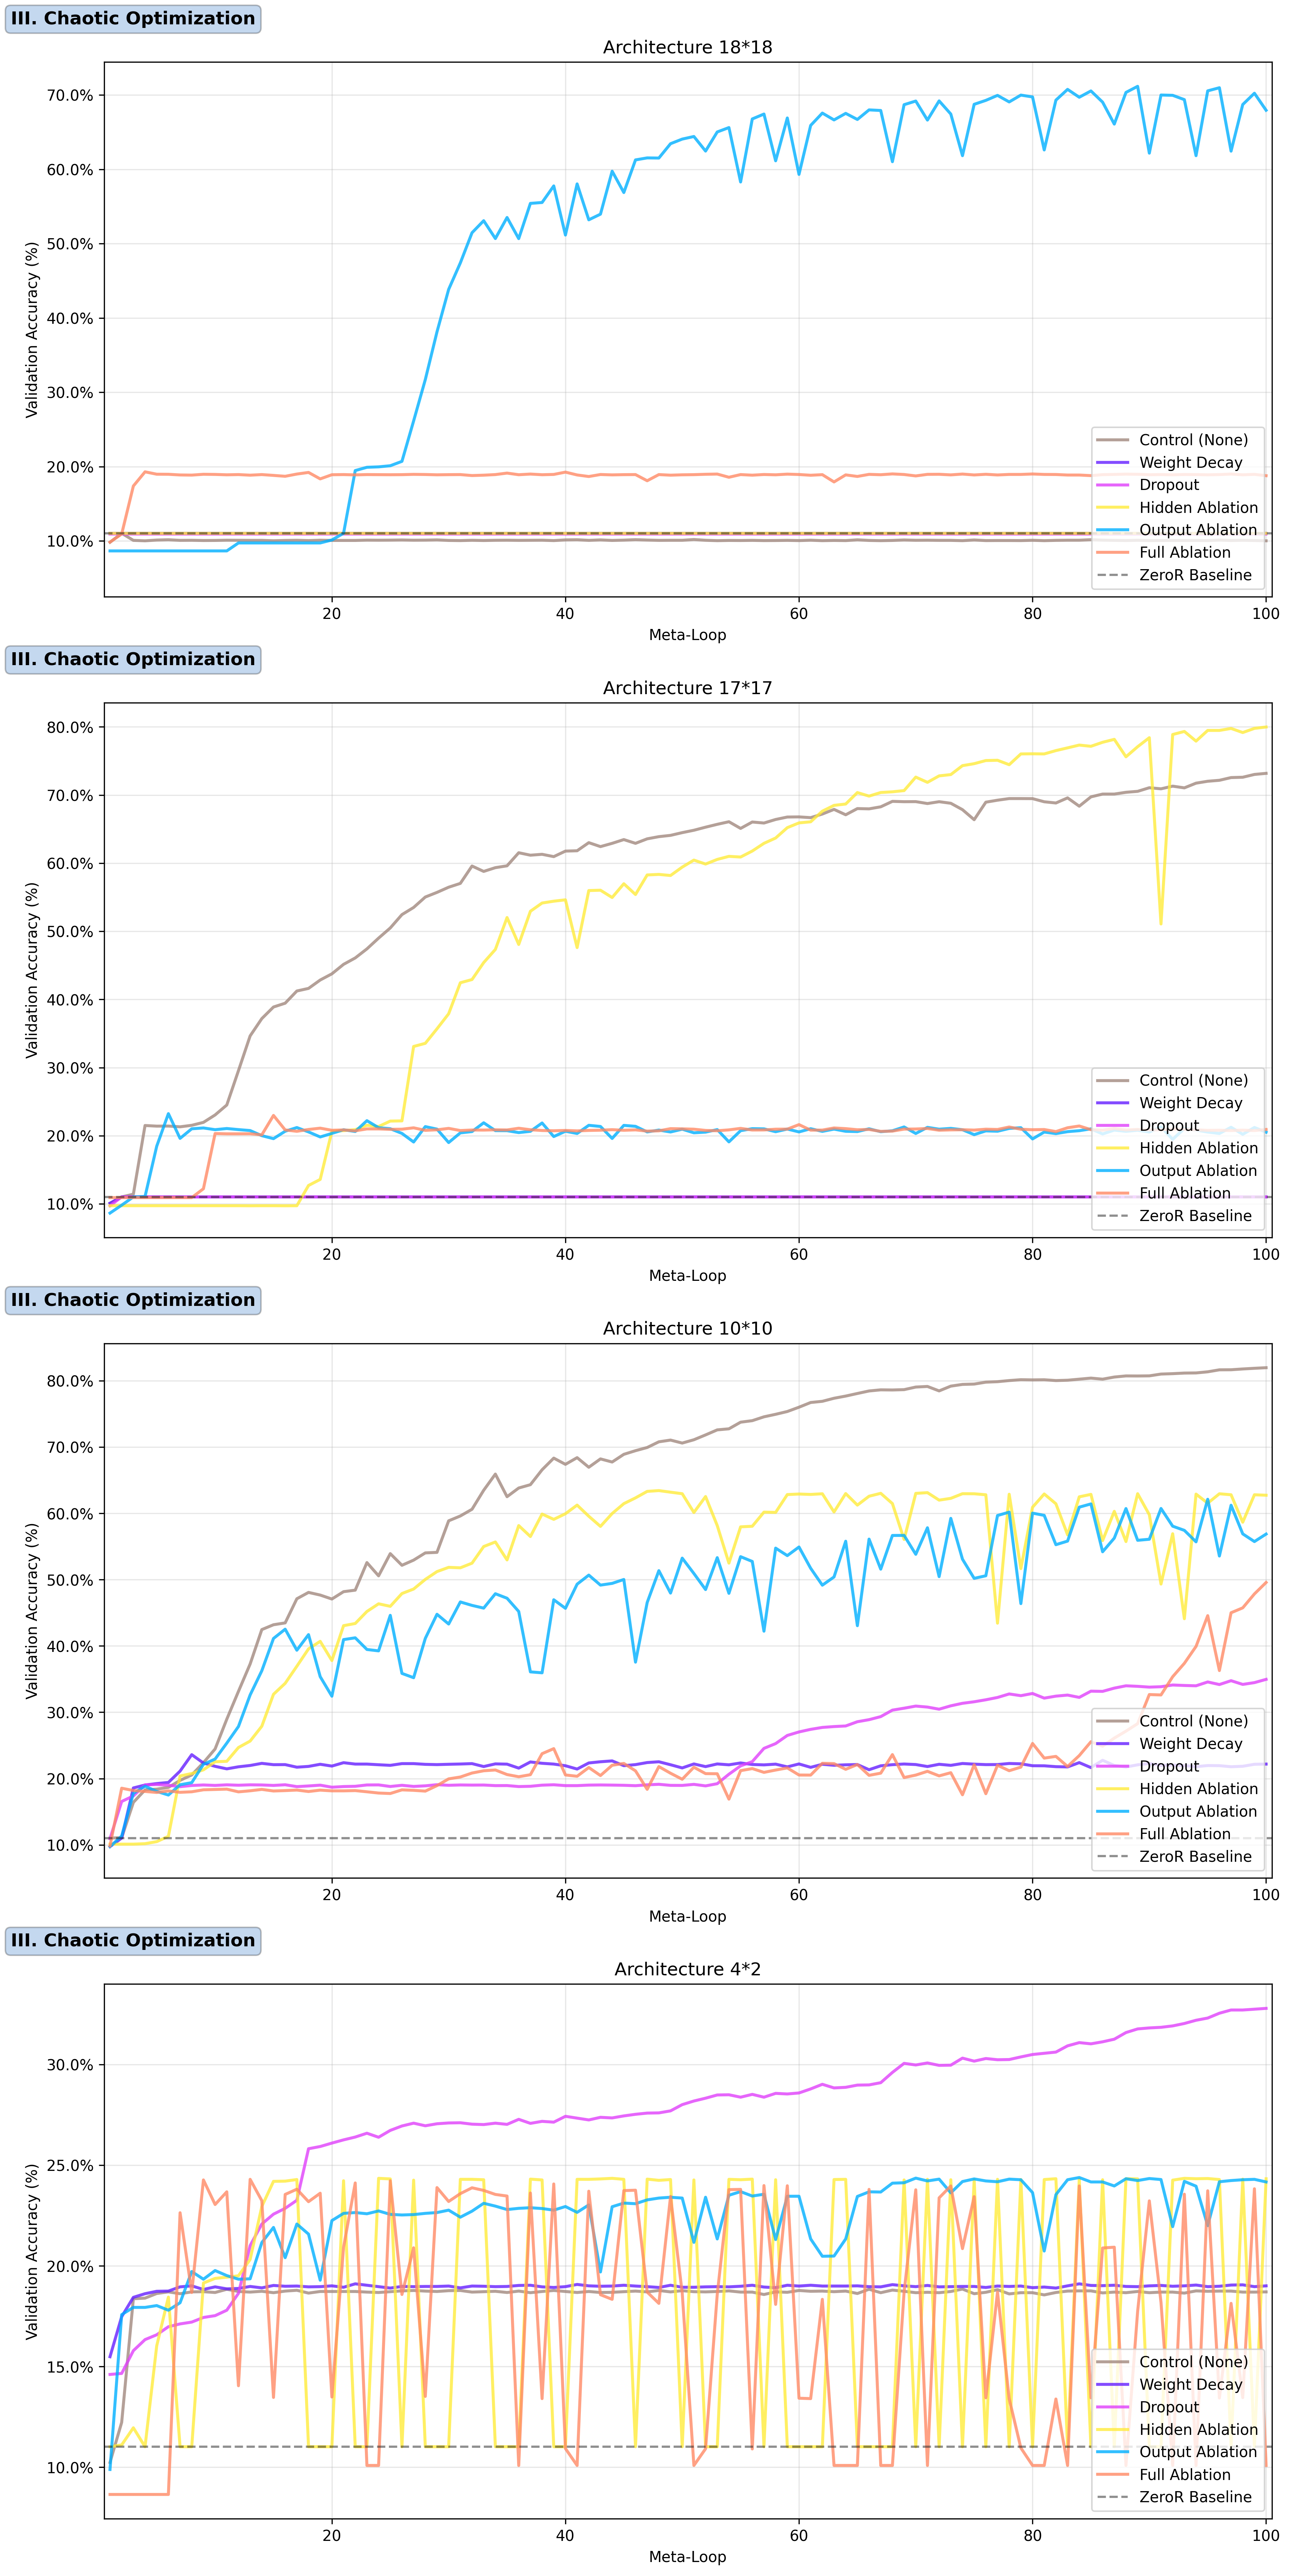 III. Chaotic Optimization
Architecture 18*18
Validation Accuracy (%)
70.0%
60.0%
50.0%
40.0%
30.0%
20.0%
10.0%
Control (None)
Weight Decay
Dropout
Hidden Ablation
Output Ablation
Full Ablation
ZeroR Baseline
20
40
60
80
100
Meta-Loop
III. Chaotic Optimization
Architecture 17*17
Validation Accuracy (%)
80.0%
70.0%
60.0%
50.0%
40.0%
30.0%
20.0%
10.0%
Control (None)
Weight Decay
Dropout
Hidden Ablation
Output Ablation
Full Ablation
ZeroR Baseline
20
40
60
80
100
Meta-Loop
III. Chaotic Optimization
Architecture 10*10
Validation Accuracy (%)
80.0%
70.0%
60.0%
50.0%
40.0%
30.0%
20.0%
10.0%
Control (None)
Weight Decay
Dropout
Hidden Ablation
Output Ablation
Full Ablation
ZeroR Baseline
20
40
60
80
100
Meta-Loop
III. Chaotic Optimization
Architecture 4*2
Validation Accuracy (%)
30.0%
25.0%
20.0%
15.0%
10.0%
Control (None)
Weight Decay
Dropout
Hidden Ablation
Output Ablation
Full Ablation
ZeroR Baseline
20
40
60
80
100
Meta-Loop